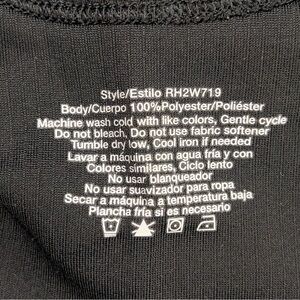 Style/Estilo RH2W719
Body/Cuerpo 100%Polyester/Poliéster
Machine wash cold with like colors, Gentle cycle
Do not bleach, Do not use fabric softener
Tumble dry low, Cool iron if needed
Lavar a máquina con agua fría y con
Colores similares, Ciclo lento
No usar blanqueador
No usar suavizador para ropa
Secar a máquina a temperatura baja
Plancha fría si es necesario